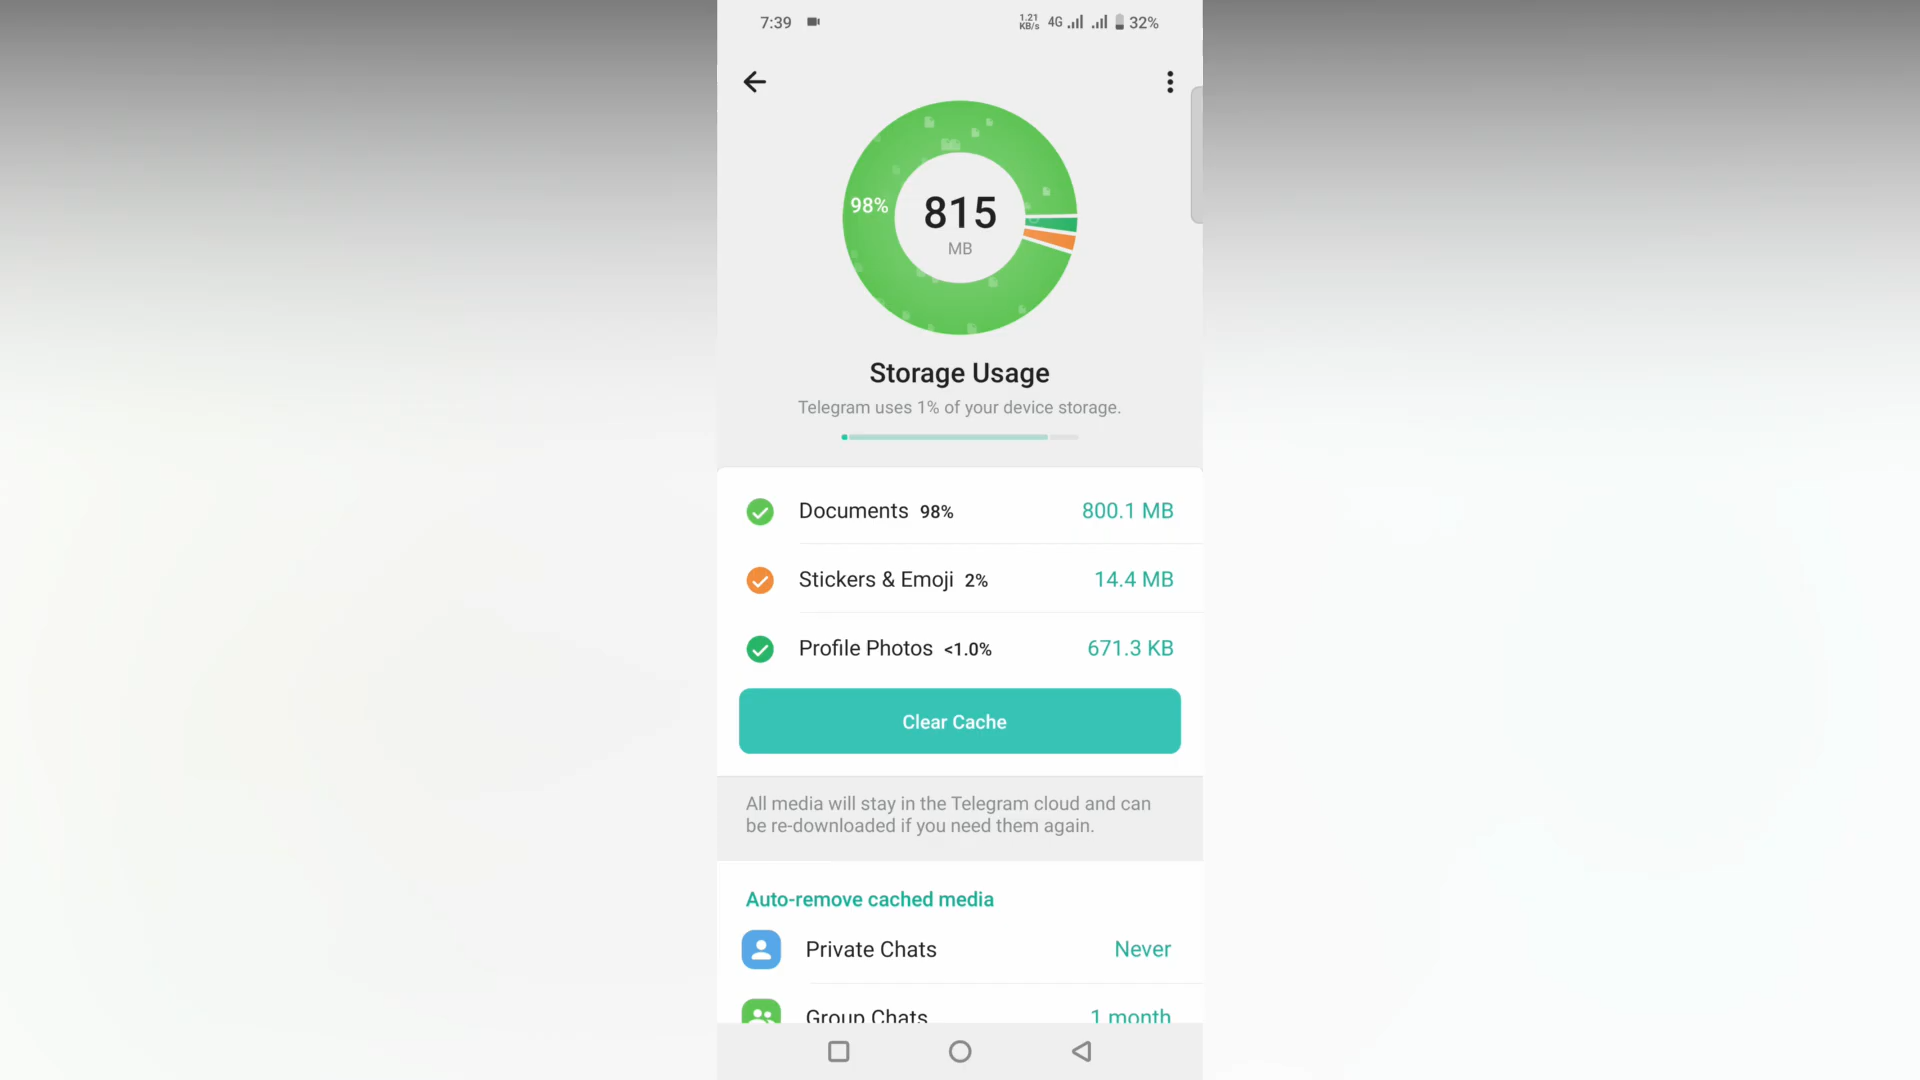 7:39
1.21 KB/s 4G 32%
98%
815
MB
Storage Usage
Telegram uses 1% of your device storage.
Documents 98% 800.1 MB
Stickers & Emoji 2% 14.4 MB
Profile Photos <1.0% 671.3 KB
Clear Cache
All media will stay in the Telegram cloud and can
be re-downloaded if you need them again.
Auto-remove cached media
Private Chats Never
Group Chats 1 month